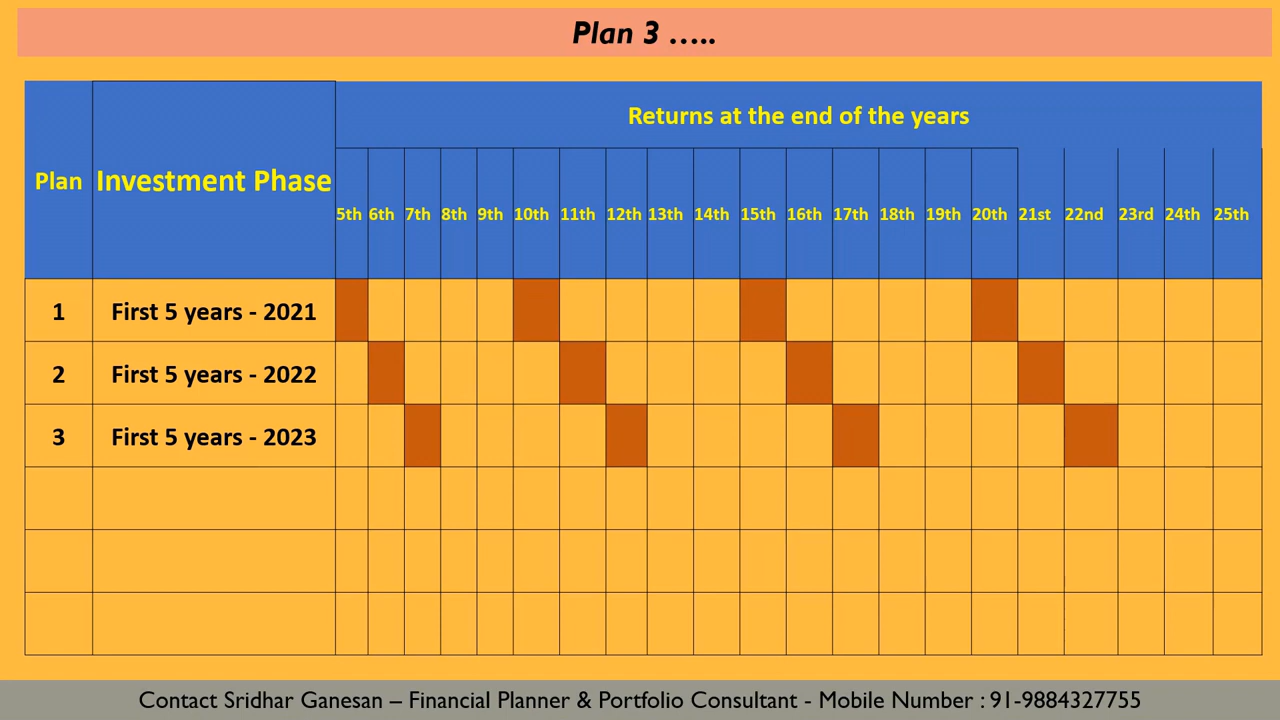 Plan 3 …..
Returns at the end of the years
Plan Investment Phase
5th 6th 7th 8th 9th 10th 11th 12th 13th 14th 15th 16th 17th 18th 19th 20th 21st 22nd 23rd 24th 25th
1 First 5 years - 2021
2 First 5 years - 2022
3 First 5 years - 2023
Contact Sridhar Ganesan – Financial Planner & Portfolio Consultant - Mobile Number : 91-9884327755